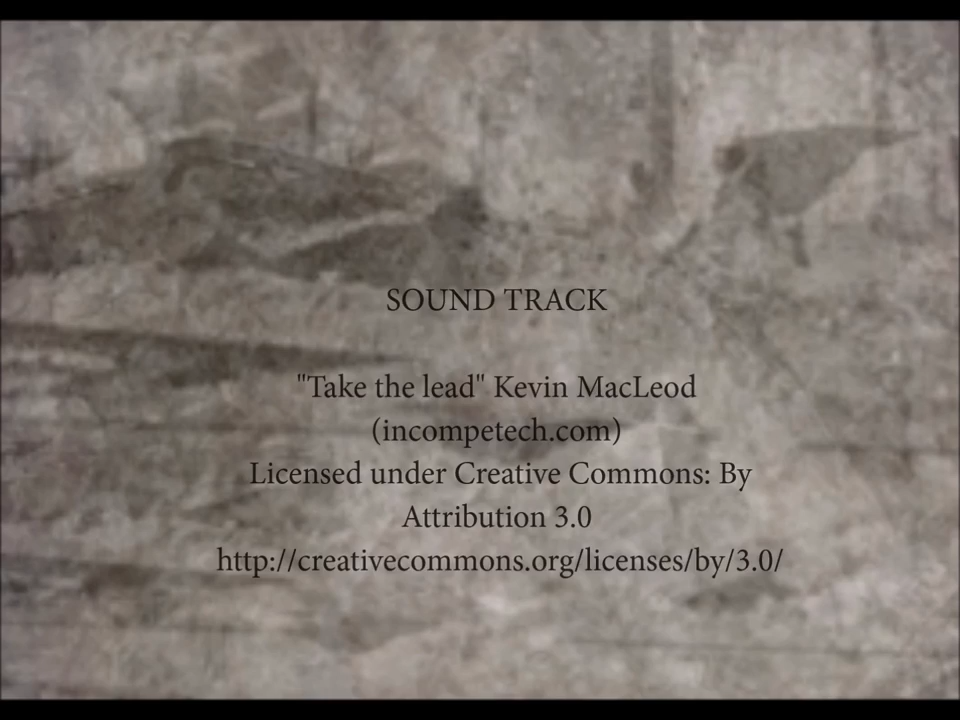 SOUND TRACK
"Take the lead" Kevin MacLeod
(incompetech.com)
Licensed under Creative Commons: By
Attribution 3.0
http://creativecommons.org/licenses/by/3.0/